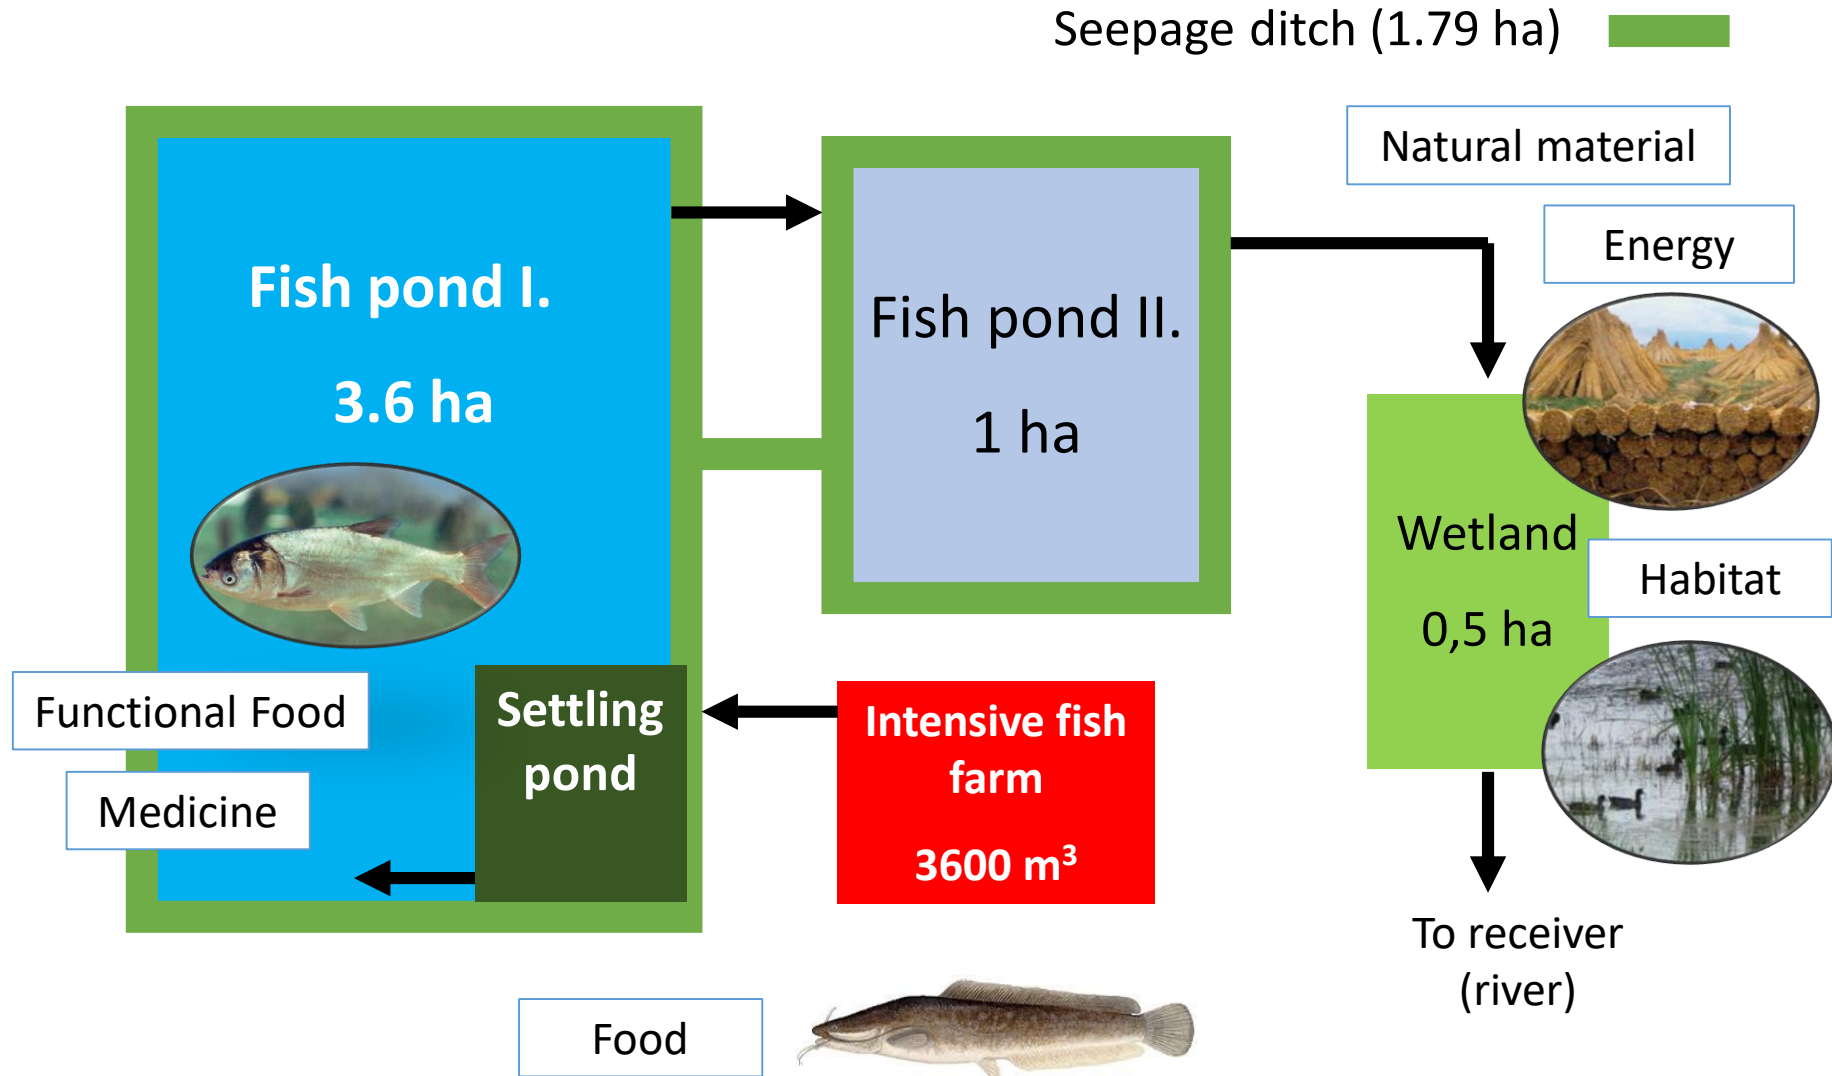 Seepage ditch (1.79 ha)
Natural material
Energy
Fish pond I.
3.6 ha
Fish pond II.
1 ha
Wetland
0,5 ha
Habitat
Functional Food
Medicine
Settling
pond
Intensive fish
farm
3600 m³
To receiver
(river)
Food